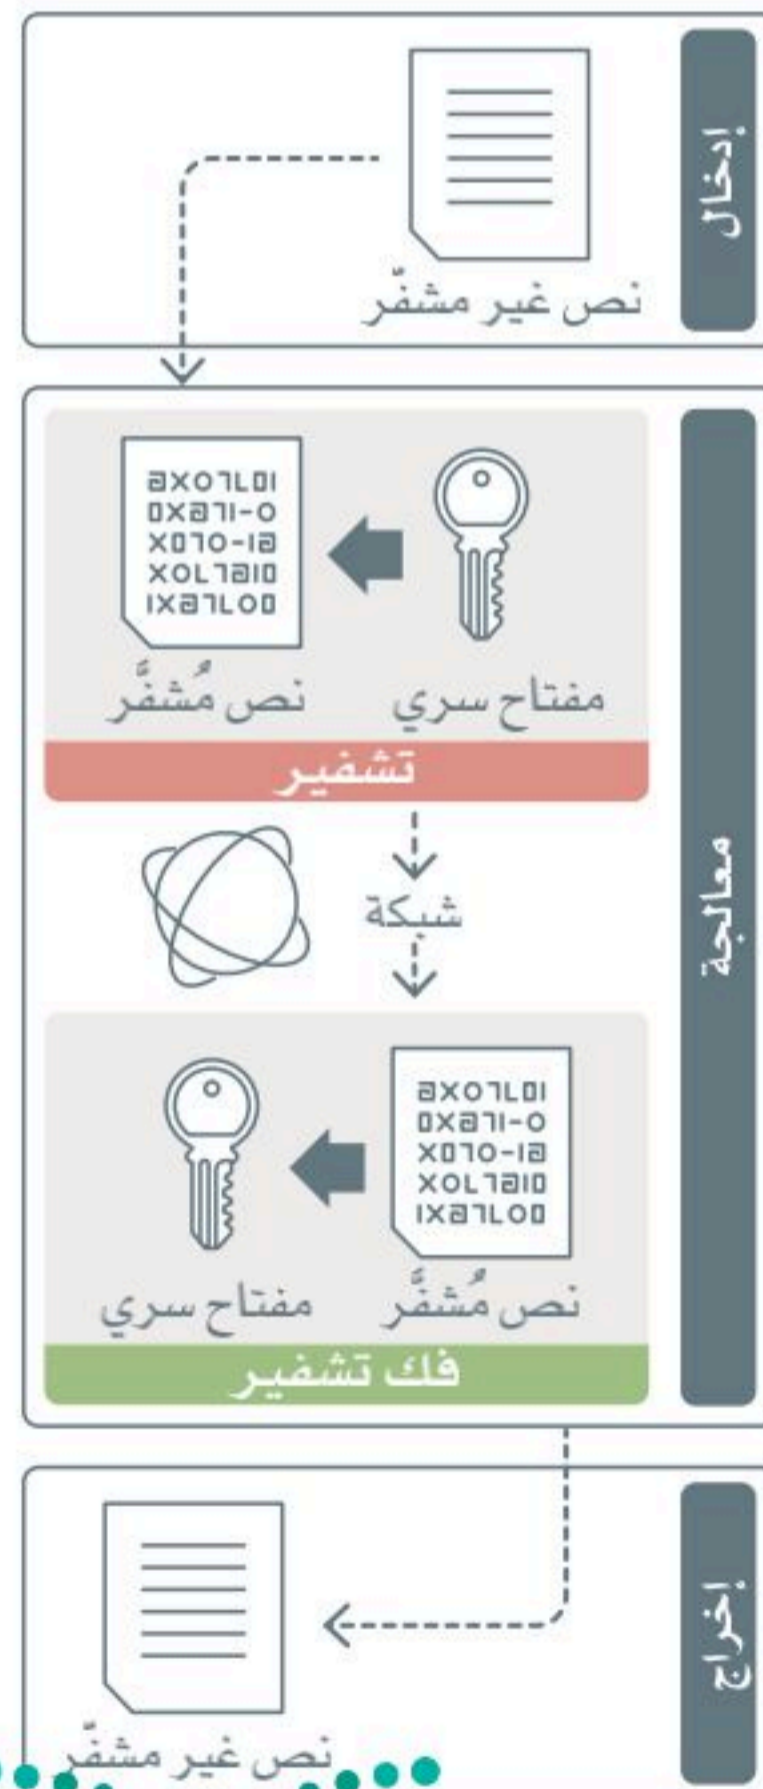 إدخال
نص غير مشفّر
معالجة
مفتاح سري
نص مُشفَّر
تشفير
شبكة
نص مُشفَّر
مفتاح سري
فك تشفير
إخراج
نص غير مشفّر